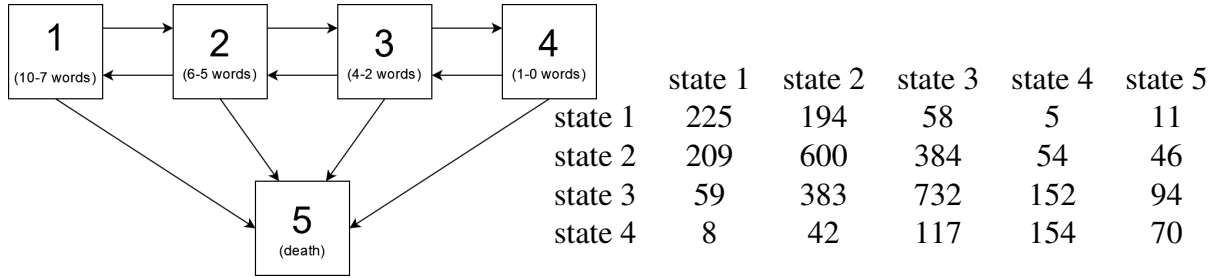 1
(10-7 words)
2
(6-5 words)
3
(4-2 words)
4
(1-0 words)
5
(death)
state 1 state 2 state 3 state 4 state 5
state 1 225 194 58 5 11
state 2 209 600 384 54 46
state 3 59 383 732 152 94
state 4 8 42 117 154 70